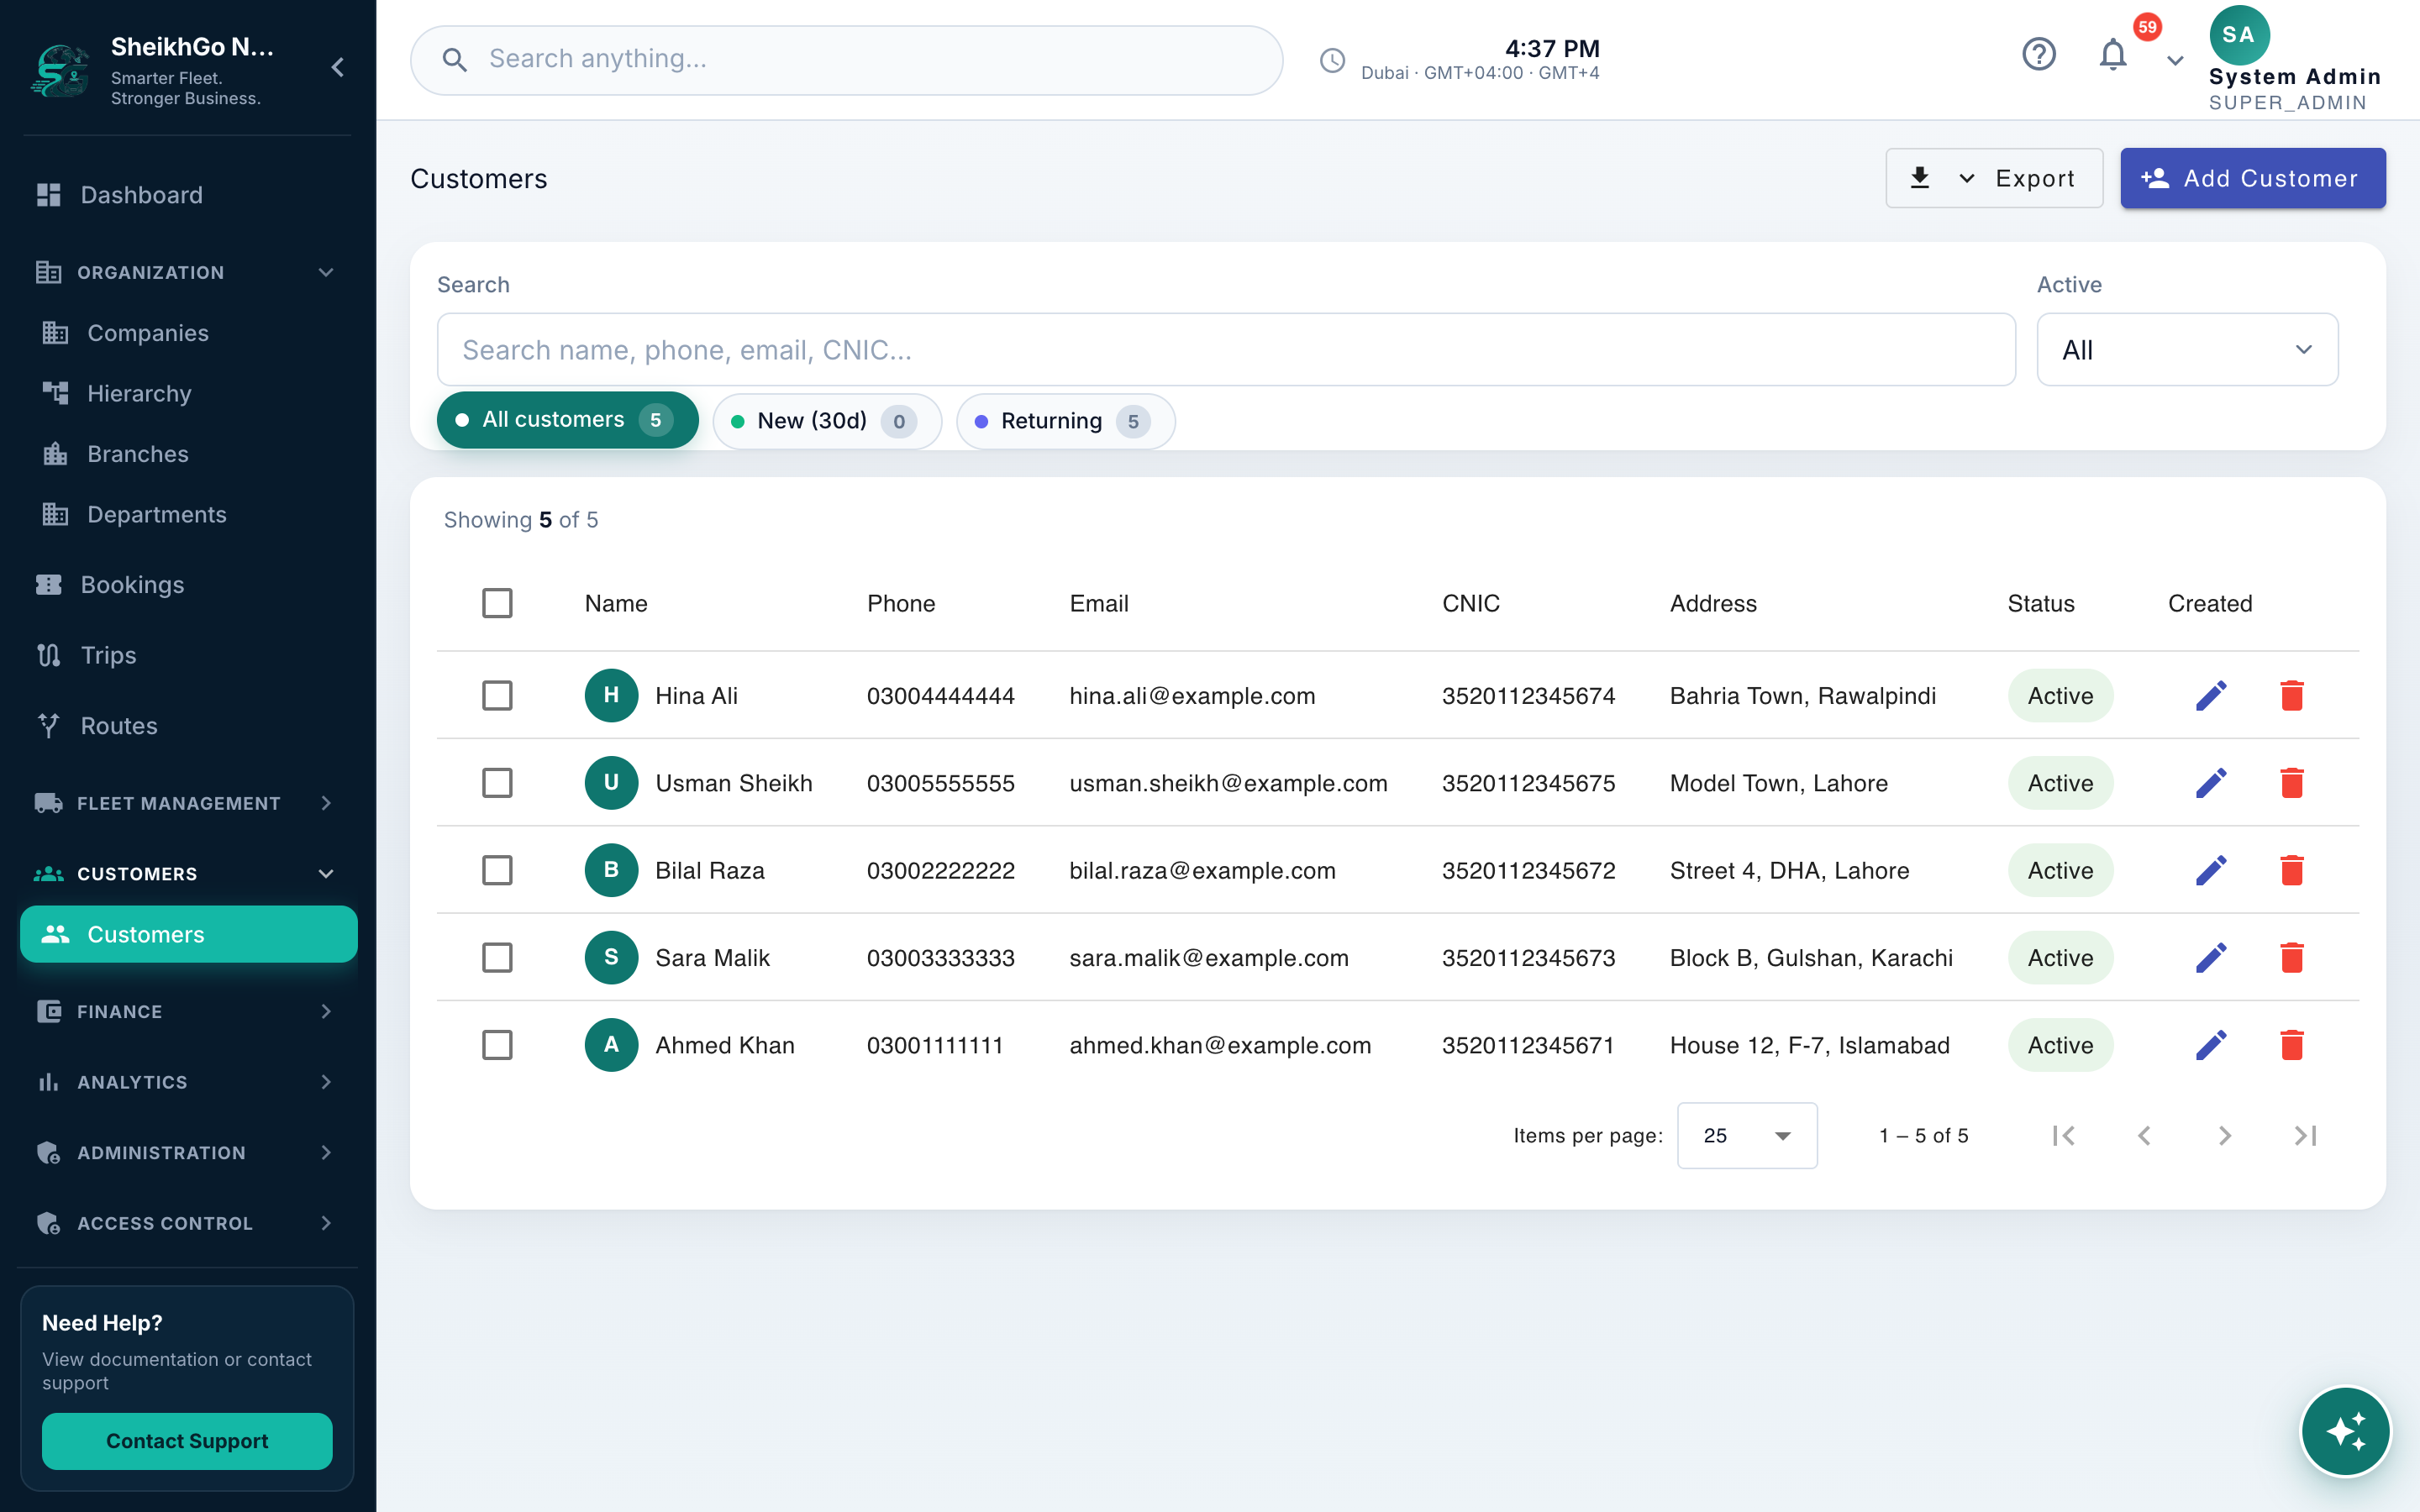 SheikhGo N...
Smarter Fleet.
Stronger Business.
Dashboard
ORGANIZATION
Companies
Hierarchy
Branches
Departments
Bookings
Trips
Routes
FLEET MANAGEMENT
CUSTOMERS
Customers
FINANCE
ANALYTICS
ADMINISTRATION
ACCESS CONTROL
Need Help?
View documentation or contact
support
Contact Support
Search anything...
4:37 PM
Dubai · GMT+04:00 · GMT+4
59
SA
System Admin
SUPER_ADMIN
Customers
Export
Add Customer
Search
Active
Search name, phone, email, CNIC...
All
All customers 5
New (30d) 0
Returning 5
Showing 5 of 5
Name Phone Email CNIC Address Status Created
H Hina Ali 03004444444 hina.ali@example.com 3520112345674 Bahria Town, Rawalpindi Active
U Usman Sheikh 03005555555 usman.sheikh@example.com 3520112345675 Model Town, Lahore Active
B Bilal Raza 03002222222 bilal.raza@example.com 3520112345672 Street 4, DHA, Lahore Active
S Sara Malik 03003333333 sara.malik@example.com 3520112345673 Block B, Gulshan, Karachi Active
A Ahmed Khan 03001111111 ahmed.khan@example.com 3520112345671 House 12, F-7, Islamabad Active
Items per page: 25 1 – 5 of 5